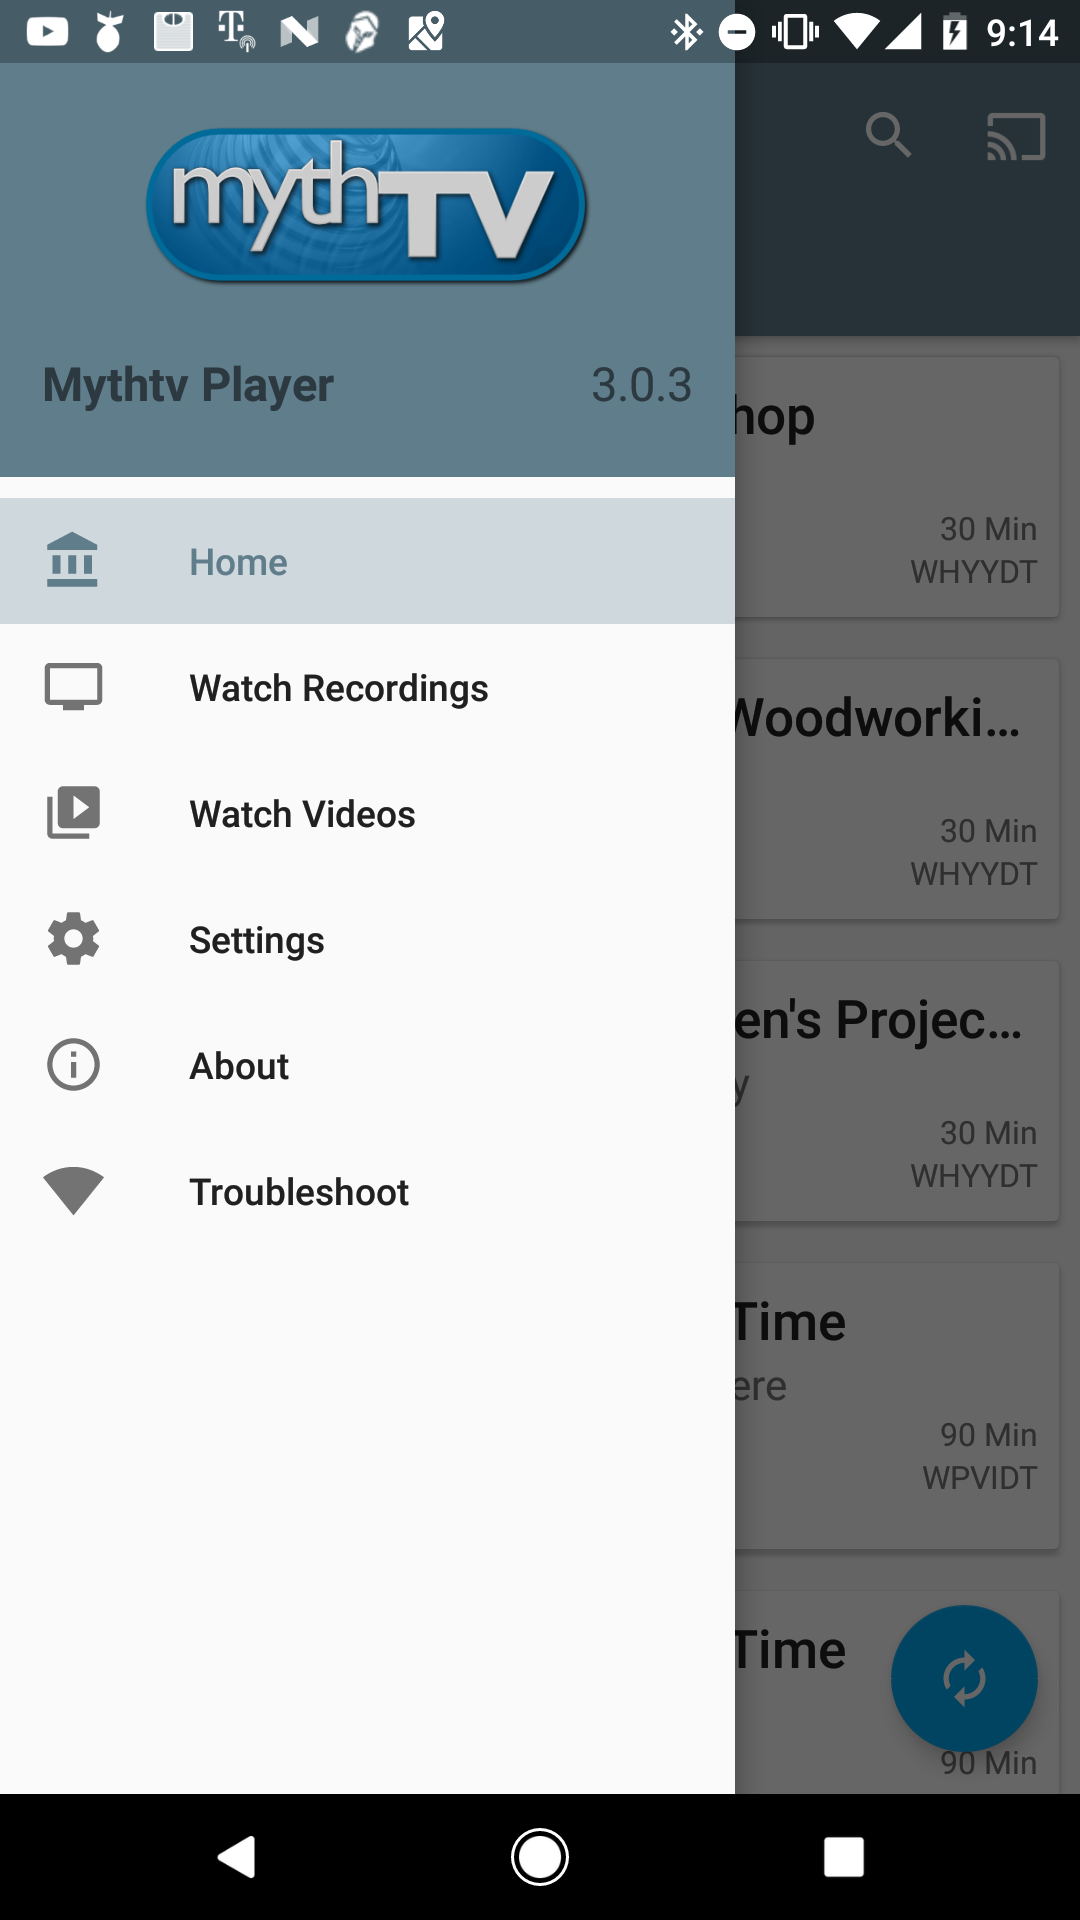 9:14
mythTV
Mythtv Player 3.0.3
hop
30 Min
WHYYDT
Home
Watch Recordings
Woodworki...
Watch Videos
30 Min
WHYYDT
Settings
en's Projec...
About
y
30 Min
WHYYDT
Troubleshoot
Time
ere
90 Min
WPVIDT
Time
90 Min